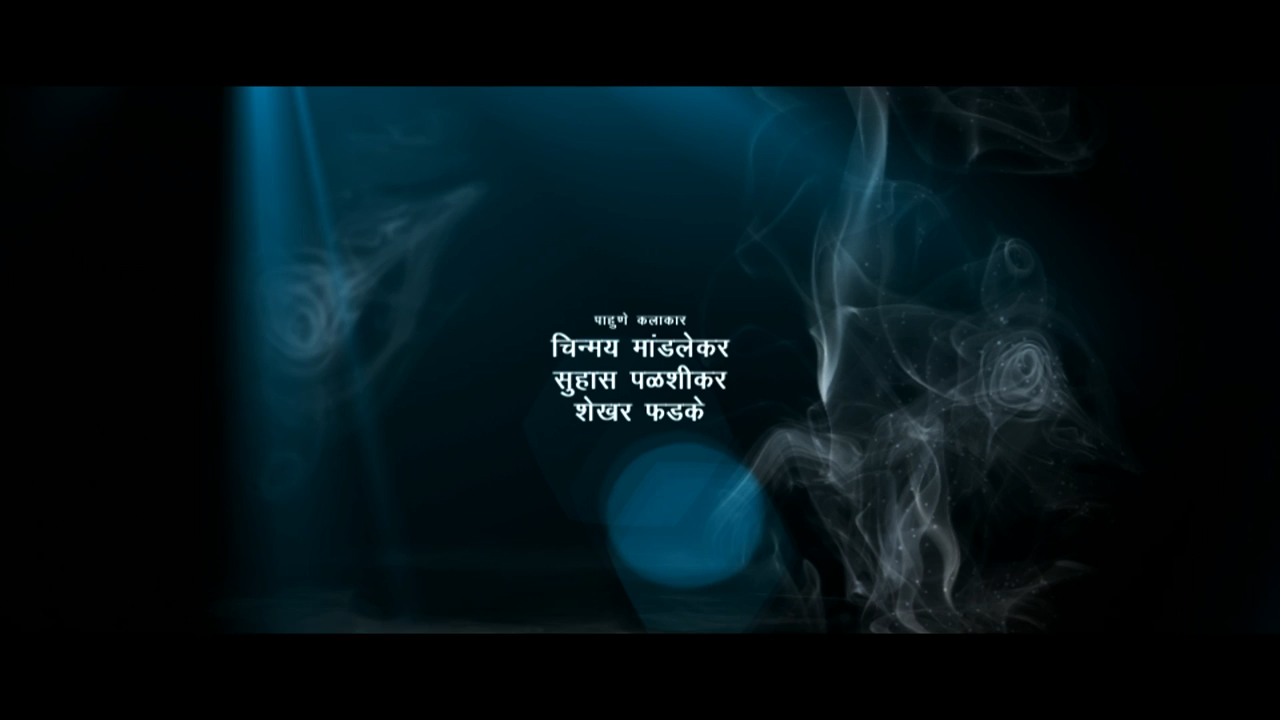 पाहुणे कलाकार
चिन्मय मांडलेकर
सुहास पळशीकर
शेखर फडके